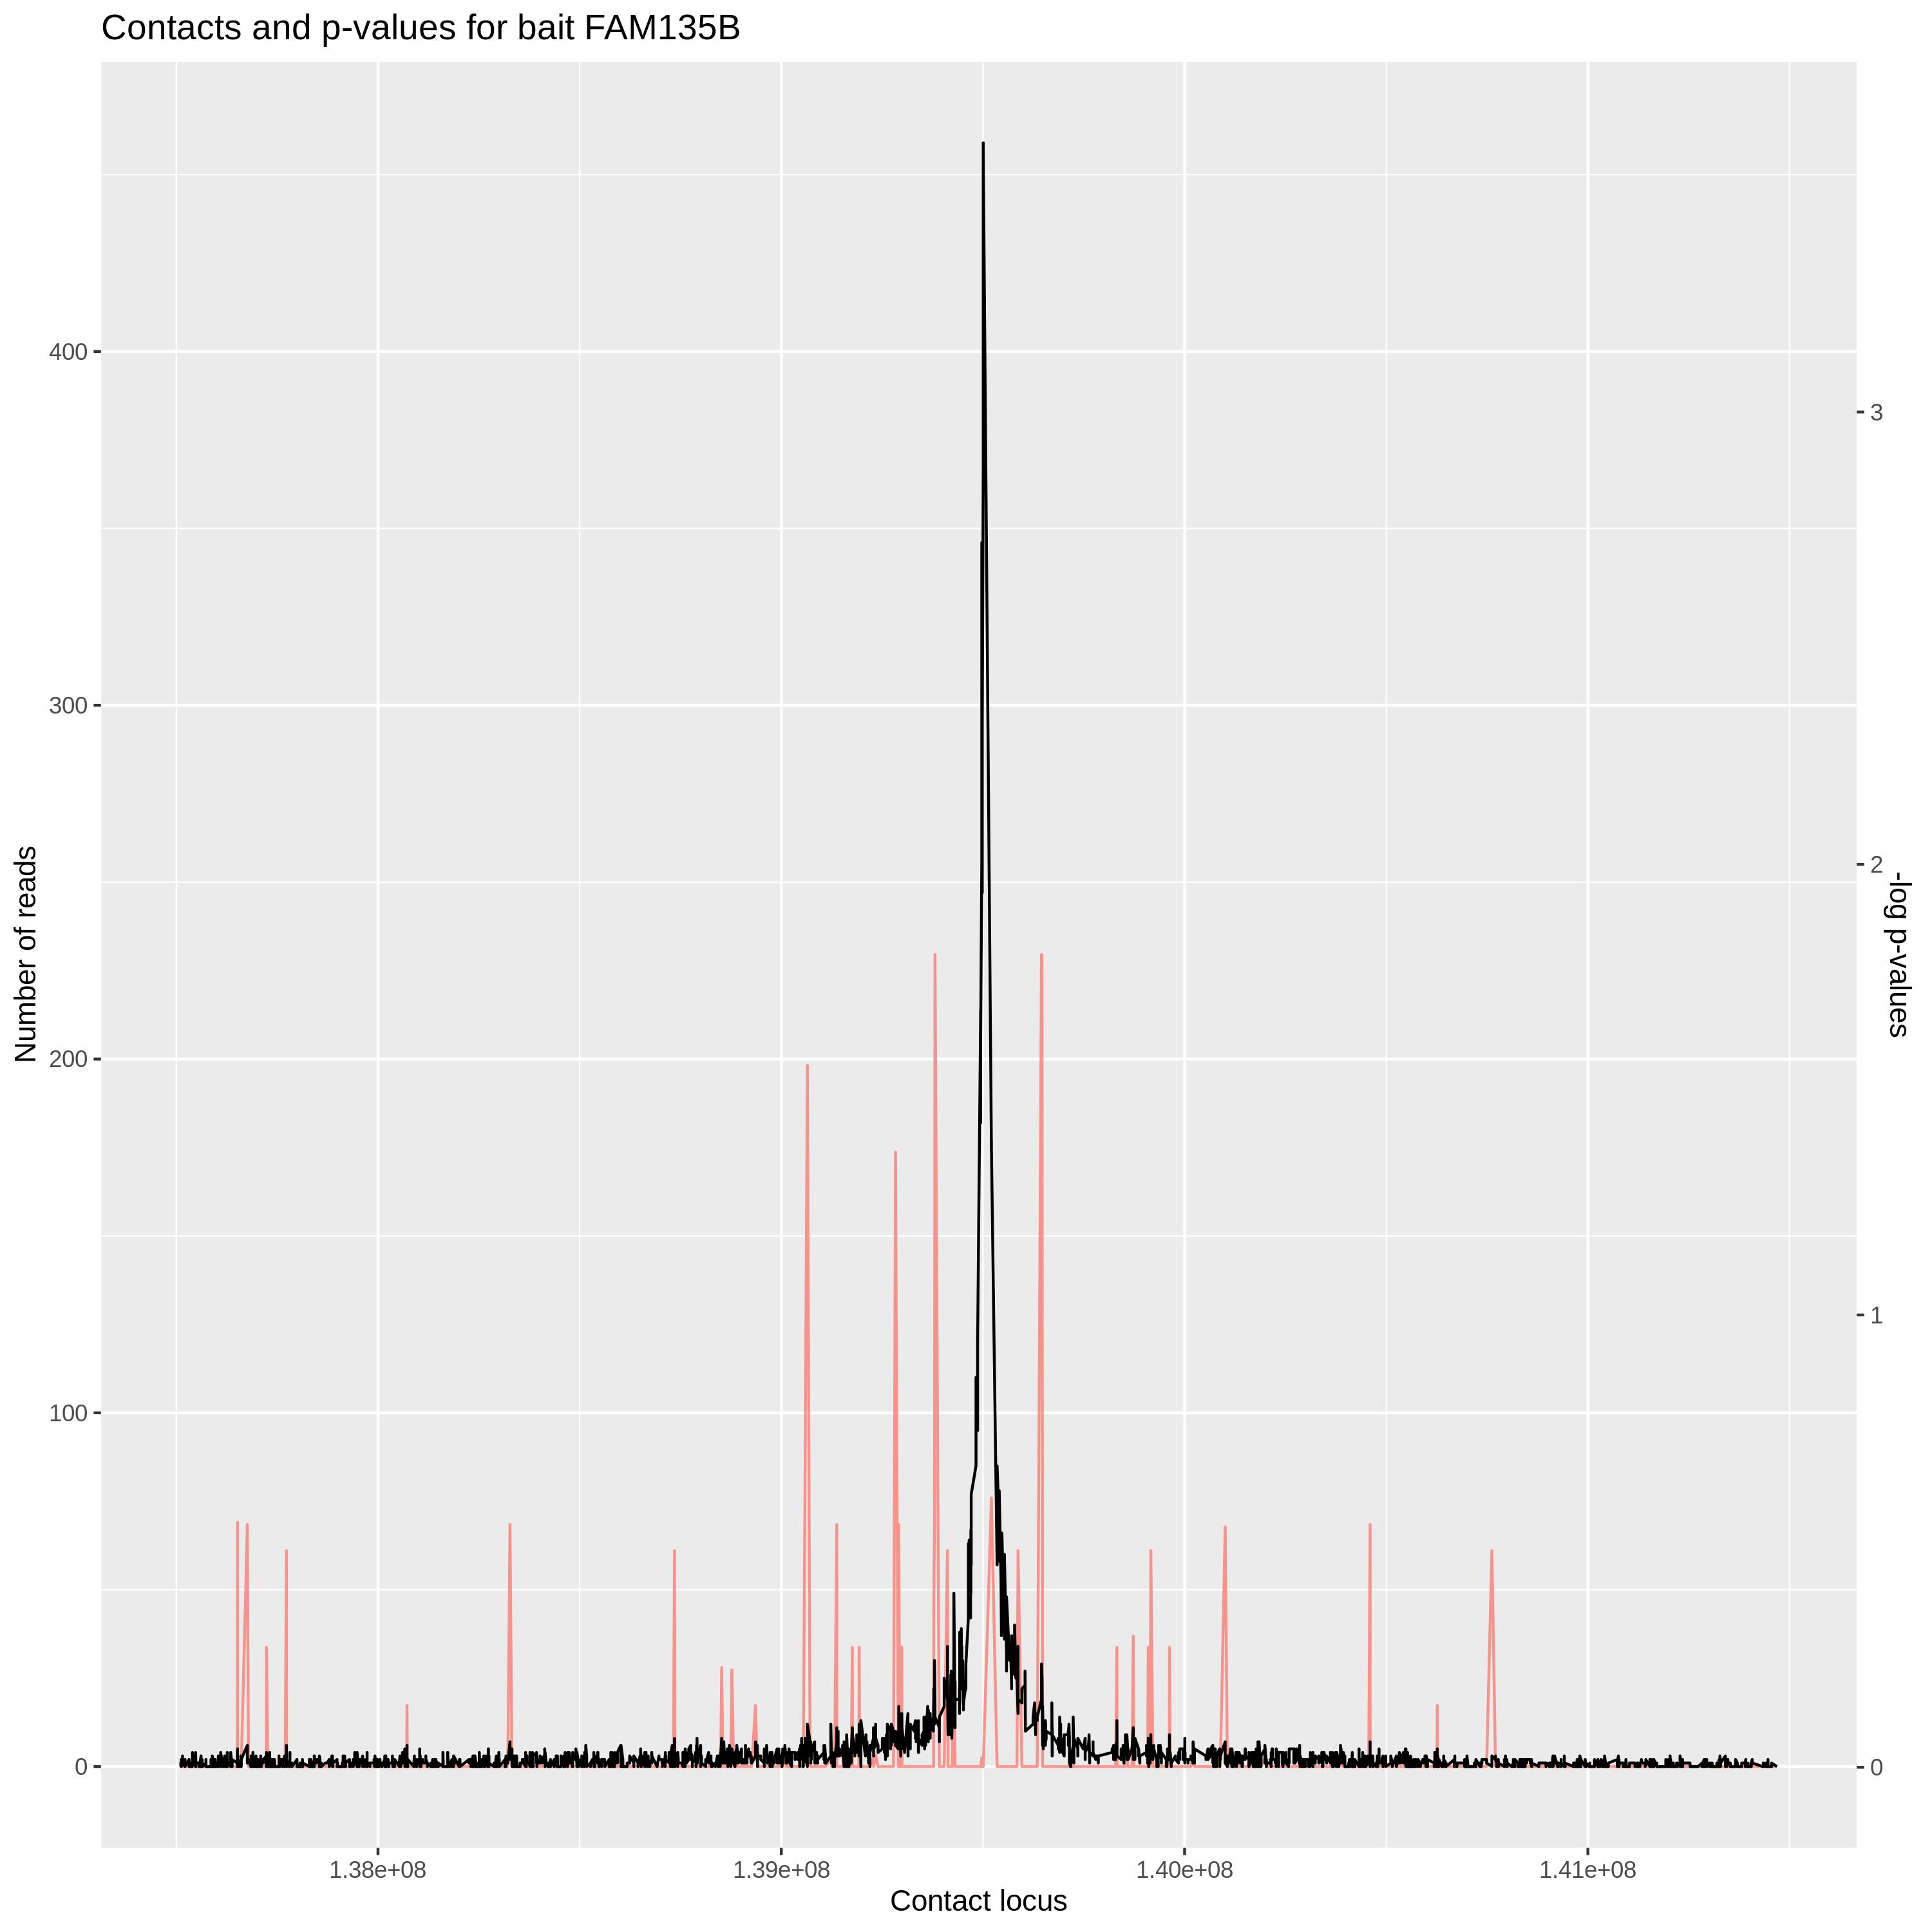 Contacts and p-values for bait FAM135B
Number of reads
400
300
200
100
0
3
2
1
0
-log p-values
1.38e+08
1.39e+08
1.40e+08
1.41e+08
Contact locus